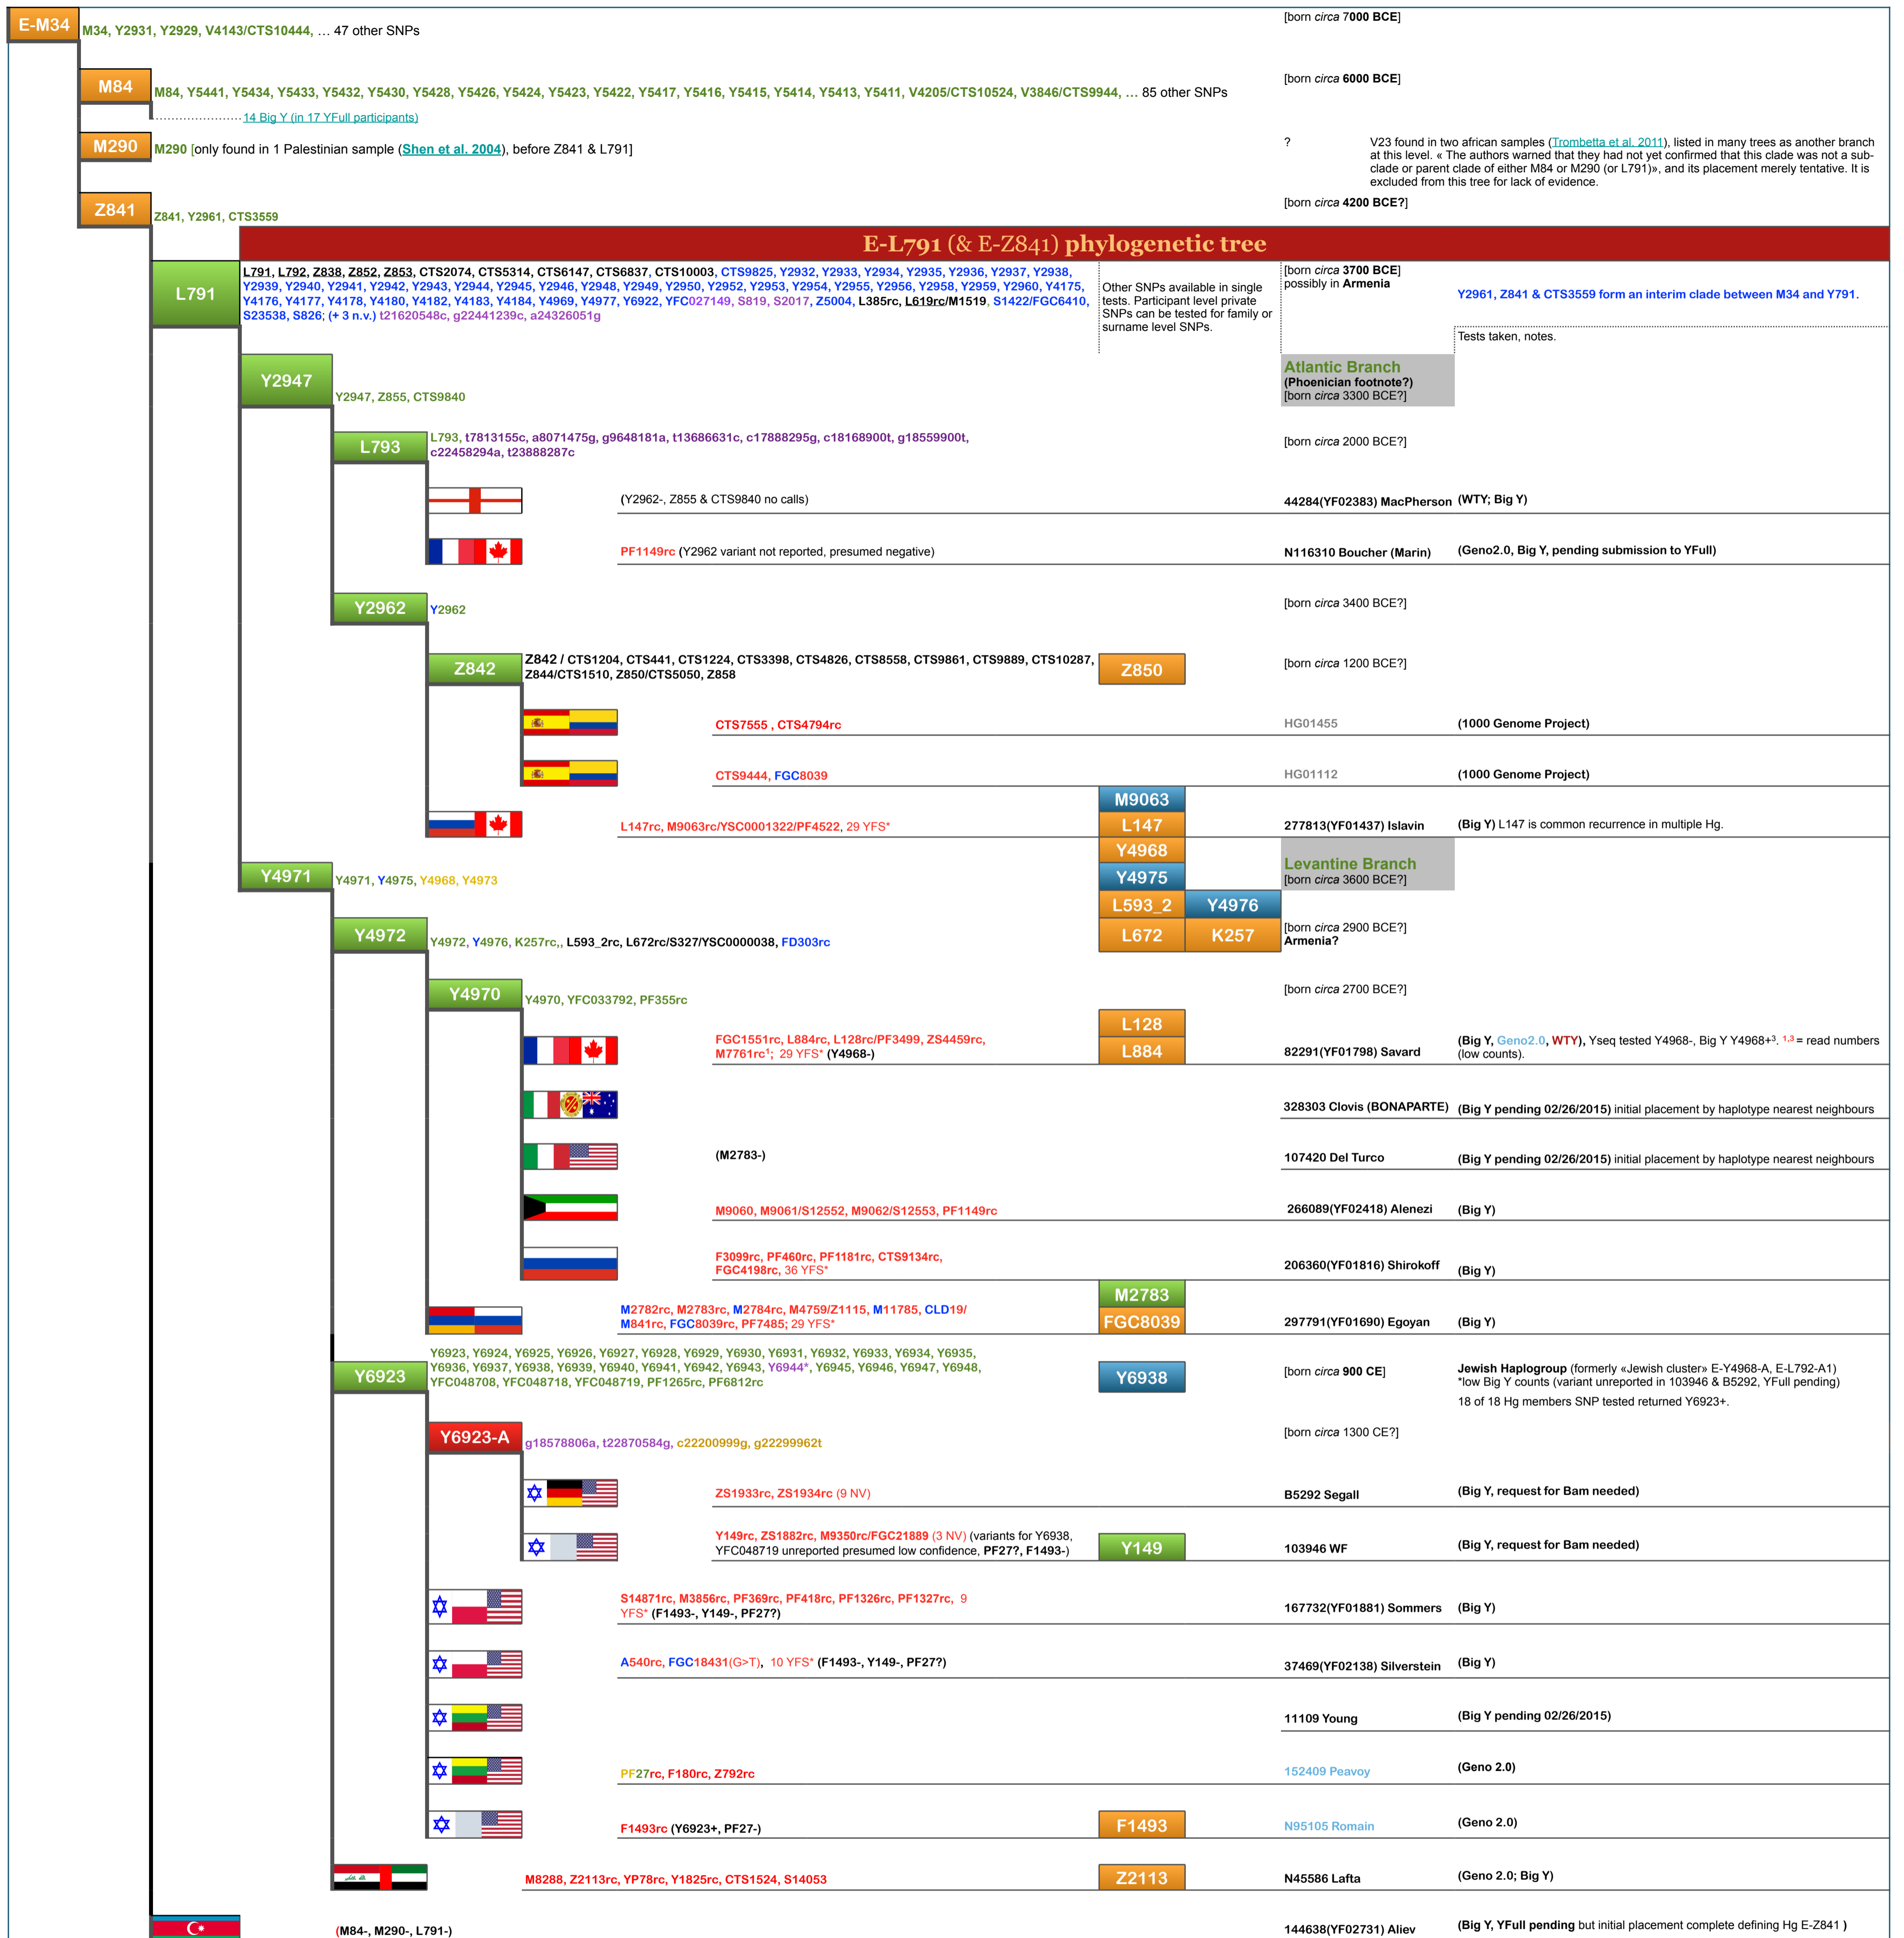 E-M34
M34, Y2931, Y2929, V4143/CTS10444, … 47 other SNPs
[born circa 7000 BCE]
M84
M84, Y5441, Y5434, Y5433, Y5432, Y5430, Y5428, Y5426, Y5424, Y5423, Y5422, Y5417, Y5416, Y5415, Y5414, Y5413, Y5411, V4205/CTS10524, V3846/CTS9944, … 85 other SNPs
[born circa 6000 BCE]
14 Big Y (in 17 YFull participants)
M290
M290 [only found in 1 Palestinian sample (Shen et al. 2004), before Z841 & L791]
?
V23 found in two african samples (Trombetta et al. 2011), listed in many trees as another branch
at this level. « The authors warned that they had not yet confirmed that this clade was not a sub-
clade or parent clade of either M84 or M290 (or L791)», and its placement merely tentative. It is
excluded from this tree for lack of evidence.
Z841
Z841, Y2961, CTS3559
[born circa 4200 BCE?]
E-L791 (& E-Z841) phylogenetic tree
L791
L791, L792, Z838, Z852, Z853, CTS2074, CTS5314, CTS6147, CTS6837, CTS10003, CTS9825, Y2932, Y2933, Y2934, Y2935, Y2936, Y2937, Y2938,
Y2939, Y2940, Y2941, Y2942, Y2943, Y2944, Y2945, Y2946, Y2948, Y2949, Y2950, Y2952, Y2953, Y2954, Y2955, Y2956, Y2958, Y2959, Y2960, Y4175,
Y4176, Y4177, Y4178, Y4180, Y4182, Y4183, Y4184, Y4969, Y4977, Y6922, YFC027149, S819, S2017, Z5004, L385rc, L619rc/M1519, S1422/FGC6410,
S23538, S826; (+ 3 n.v.) t21620548c, g22441239c, a24326051g
Other SNPs available in single
tests. Participant level private
SNPs can be tested for family or
surname level SNPs.
[born circa 3700 BCE]
possibly in Armenia
Y2961, Z841 & CTS3559 form an interim clade between M34 and Y791.
Tests taken, notes.
Y2947
Y2947, Z855, CTS9840
Atlantic Branch
(Phoenician footnote?)
[born circa 3300 BCE?]
L793
L793, t7813155c, a8071475g, g9648181a, t13686631c, c17888295g, c18168900t, g18559900t,
c22458294a, t23888287c
[born circa 2000 BCE?]
(Y2962-, Z855 & CTS9840 no calls)
44284(YF02383) MacPherson
(WTY; Big Y)
PF1149rc (Y2962 variant not reported, presumed negative)
N116310 Boucher (Marin)
(Geno2.0, Big Y, pending submission to YFull)
Y2962
Y2962
[born circa 3400 BCE?]
Z842
Z842 / CTS1204, CTS441, CTS1224, CTS3398, CTS4826, CTS8558, CTS9861, CTS9889, CTS10287,
Z844/CTS1510, Z850/CTS5050, Z858
Z850
[born circa 1200 BCE?]
CTS7555 , CTS4794rc
HG01455
(1000 Genome Project)
CTS9444, FGC8039
HG01112
(1000 Genome Project)
M9063
L147rc, M9063rc/YSC0001322/PF4522, 29 YFS*
L147
277813(YF01437) Islavin
(Big Y) L147 is common recurrence in multiple Hg.
Y4968
Y4971
Y4971, Y4975, Y4968, Y4973
Y4975
Levantine Branch
[born circa 3600 BCE?]
L593_2
Y4976
Y4972
Y4972, Y4976, K257rc,, L593_2rc, L672rc/S327/YSC0000038, FD303rc
L672
K257
[born circa 2900 BCE?]
Armenia?
Y4970
Y4970, YFC033792, PF355rc
[born circa 2700 BCE?]
L128
FGC1551rc, L884rc, L128rc/PF3499, ZS4459rc,
M7761rc¹; 29 YFS* (Y4968-)
L884
82291(YF01798) Savard
(Big Y, Geno2.0, WTY), Yseq tested Y4968-, Big Y Y4968+³. ¹,³ = read numbers
(low counts).
328303 Clovis (BONAPARTE)
(Big Y pending 02/26/2015) initial placement by haplotype nearest neighbours
(M2783-)
107420 Del Turco
(Big Y pending 02/26/2015) initial placement by haplotype nearest neighbours
M9060, M9061/S12552, M9062/S12553, PF1149rc
266089(YF02418) Alenezi
(Big Y)
F3099rc, PF460rc, PF1181rc, CTS9134rc,
FGC4198rc, 36 YFS*
206360(YF01816) Shirokoff
(Big Y)
M2783
M2782rc, M2783rc, M2784rc, M4759/Z1115, M11785, CLD19/
M841rc, FGC8039rc, PF7485; 29 YFS*
FGC8039
297791(YF01690) Egoyan
(Big Y)
Y6923
Y6923, Y6924, Y6925, Y6926, Y6927, Y6928, Y6929, Y6930, Y6931, Y6932, Y6933, Y6934, Y6935,
Y6936, Y6937, Y6938, Y6939, Y6940, Y6941, Y6942, Y6943, Y6944*, Y6945, Y6946, Y6947, Y6948,
YFC048708, YFC048718, YFC048719, PF1265rc, PF6812rc
Y6938
[born circa 900 CE]
Jewish Haplogroup (formerly «Jewish cluster» E-Y4968-A, E-L792-A1)
*low Big Y counts (variant unreported in 103946 & B5292, YFull pending)
18 of 18 Hg members SNP tested returned Y6923+.
Y6923-A
g18578806a, t22870584g, c22200999g, g22299962t
[born circa 1300 CE?]
ZS1933rc, ZS1934rc (9 NV)
B5292 Segall
(Big Y, request for Bam needed)
Y149rc, ZS1882rc, M9350rc/FGC21889 (3 NV) (variants for Y6938,
YFC048719 unreported presumed low confidence, PF27?, F1493-)
Y149
103946 WF
(Big Y, request for Bam needed)
S14871rc, M3856rc, PF369rc, PF418rc, PF1326rc, PF1327rc, 9
YFS* (F1493-, Y149-, PF27?)
167732(YF01881) Sommers
(Big Y)
A540rc, FGC18431(G>T), 10 YFS* (F1493-, Y149-, PF27?)
37469(YF02138) Silverstein
(Big Y)
11109 Young
(Big Y pending 02/26/2015)
PF27rc, F180rc, Z792rc
152409 Peavoy
(Geno 2.0)
F1493rc (Y6923+, PF27-)
F1493
N95105 Romain
(Geno 2.0)
M8288, Z2113rc, YP78rc, Y1825rc, CTS1524, S14053
Z2113
N45586 Lafta
(Geno 2.0; Big Y)
(M84-, M290-, L791-)
144638(YF02731) Aliev
(Big Y, YFull pending but initial placement complete defining Hg E-Z841 )